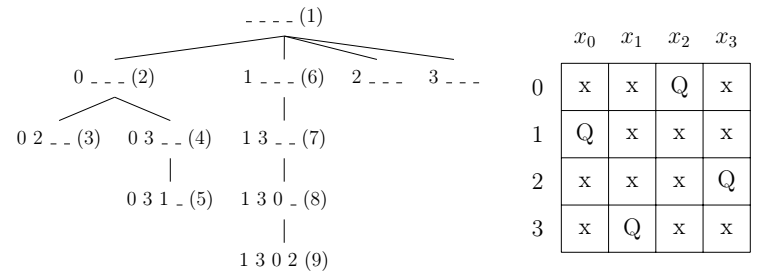 _ _ _ _ (1)
0 _ _ _ (2) 1 _ _ _ (6) 2 _ _ _ 3 _ _ _
0 2 _ _ (3) 0 3 _ _ (4) 1 3 _ _ (7)
0 3 1 _ (5) 1 3 0 _ (8)
1 3 0 2 (9)
x0 x1 x2 x3
0 x x Q x
1 Q x x x
2 x x x Q
3 x Q x x